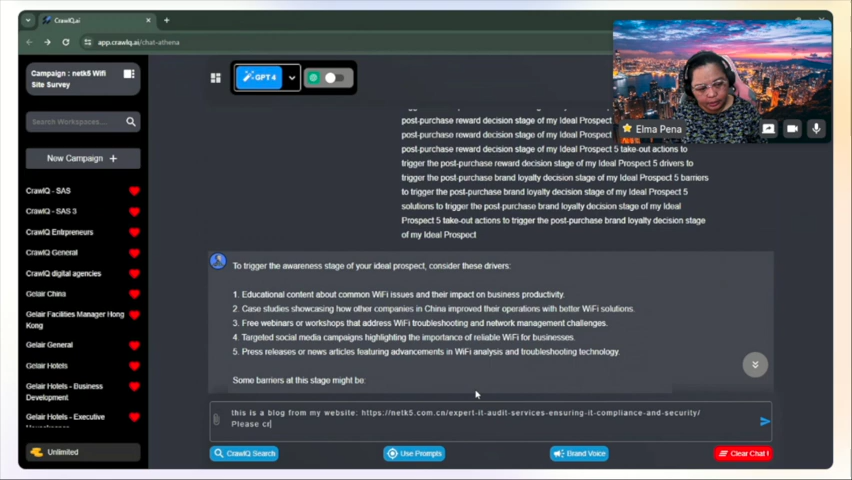 CrawlQ.ai
app.crawlq.ai/chat-athena
Campaign : netk5 Wifi
Site Survey
GPT4
Search Workspaces...
New Campaign +
CrawlQ - SAS
CrawlQ - SAS 3
CrawlQ Entrpreneurs
CrawlQ General
CrawlQ digital agencies
Gelair China
Gelair Facilities Manager Hong
Kong
Gelair General
Gelair Hotels
Gelair Hotels - Business
Development
Gelair Hotels - Executive
Unlimited
Elma Pena
post-purchase reward decision stage of my Ideal Prospect
post-purchase reward decision stage of my Ideal Prospect
post-purchase reward decision stage of my Ideal Prospect 5 take-out actions to
trigger the post-purchase reward decision stage of my Ideal Prospect 5 drivers to
trigger the post-purchase brand loyalty decision stage of my Ideal Prospect 5 barriers
to trigger the post-purchase brand loyalty decision stage of my Ideal Prospect 5
solutions to trigger the post-purchase brand loyalty decision stage of my Ideal
Prospect 5 take-out actions to trigger the post-purchase brand loyalty decision stage
of my Ideal Prospect
To trigger the awareness stage of your ideal prospect, consider these drivers:
1. Educational content about common WiFi issues and their impact on business productivity.
2. Case studies showcasing how other companies in China improved their operations with better WiFi solutions.
3. Free webinars or workshops that address WiFi troubleshooting and network management challenges.
4. Targeted social media campaigns highlighting the importance of reliable WiFi for businesses.
5. Press releases or news articles featuring advancements in WiFi analysis and troubleshooting technology.
Some barriers at this stage might be:
this is a blog from my website: https://netk5.com.cn/expert-it-audit-services-ensuring-it-compliance-and-security/
Please cr
CrawlQ Search
Use Prompts
Brand Voice
Clear Chat !